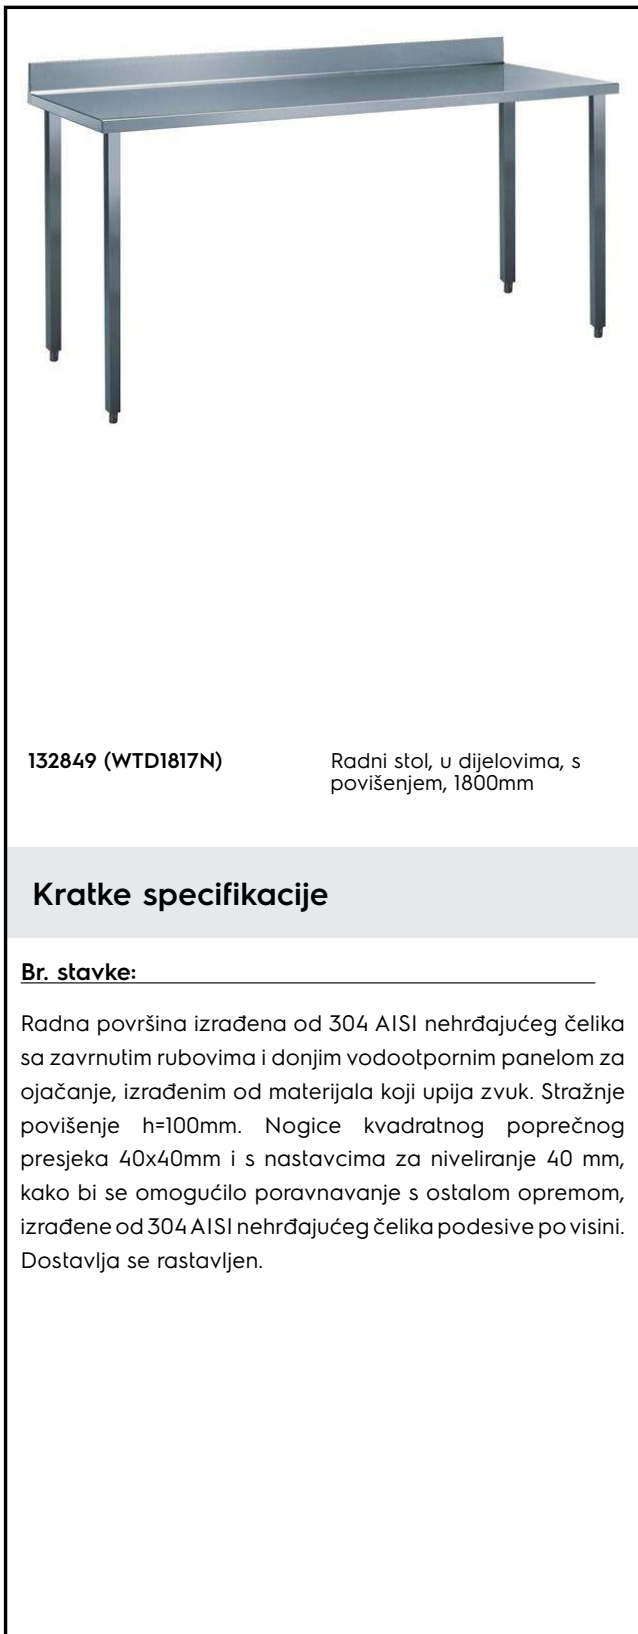 132849 (WTD1817N)
Radni stol, u dijelovima, s
povišenjem, 1800mm
Kratke specifikacije
Br. stavke:
Radna površina izrađena od 304 AISI nehrđajućeg čelika
sa zavrnutim rubovima i donjim vodootpornim panelom za
ojačanje, izrađenim od materijala koji upija zvuk. Stražnje
povišenje h=100mm. Nogice kvadratnog poprečnog
presjeka 40x40mm i s nastavcima za niveliranje 40 mm,
kako bi se omogućilo poravnavanje s ostalom opremom,
izrađene od 304 AISI nehrđajućeg čelika podesive po visini.
Dostavlja se rastavljen.